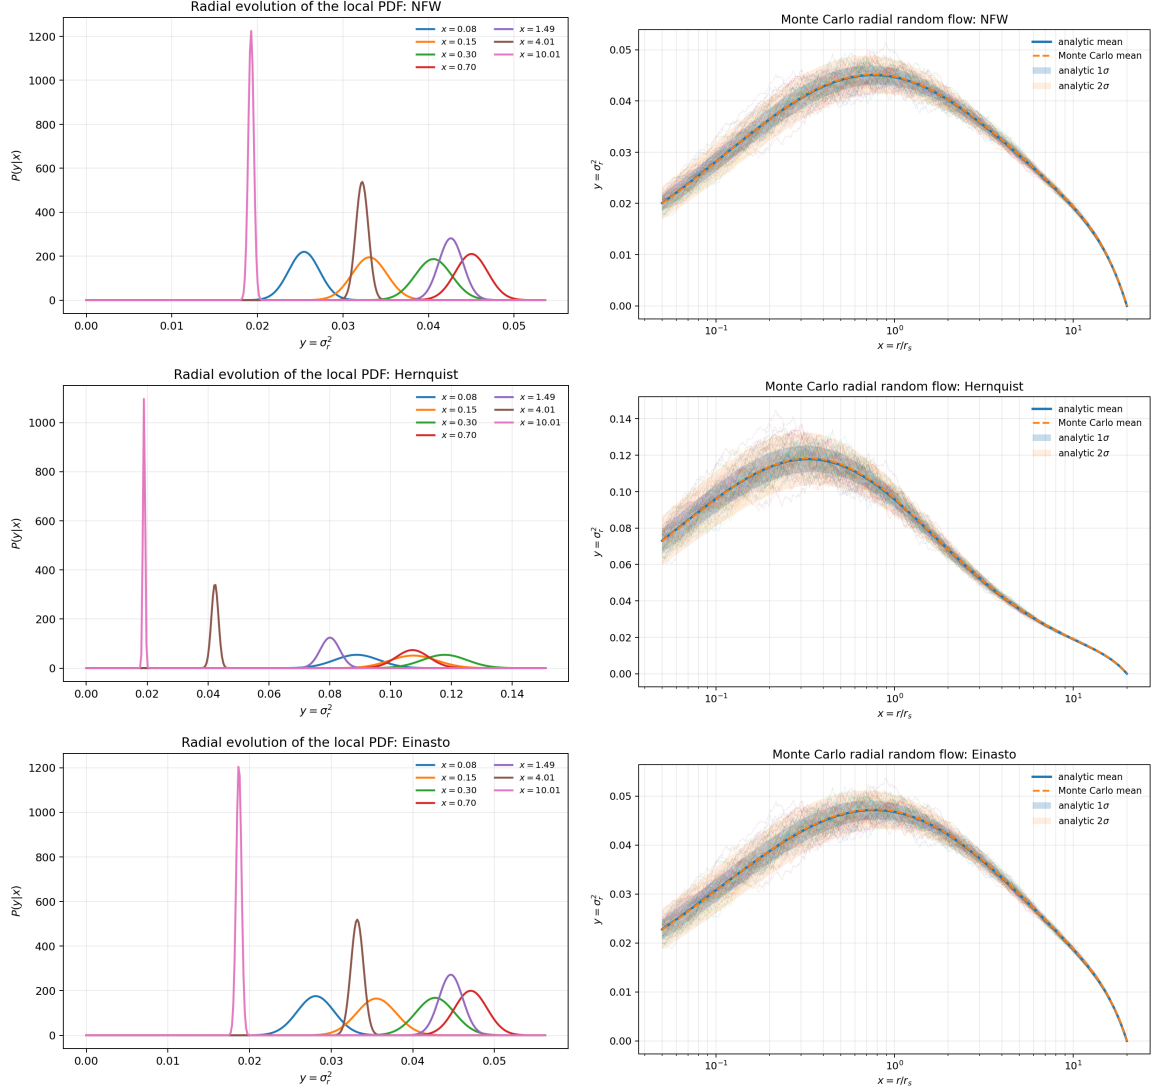 Radial evolution of the local PDF: NFW
1200
1000
800
600
400
200
0
P(y|x)
x = 0.08
x = 0.15
x = 0.30
x = 0.70
x = 1.49
x = 4.01
x = 10.01
0.00 0.01 0.02 0.03 0.04 0.05
y = σ_r^2
Monte Carlo radial random flow: NFW
0.05
0.04
0.03
0.02
0.01
0.00
y = σ_r^2
analytic mean
Monte Carlo mean
analytic 1σ
analytic 2σ
10^−1 10^0 10^1
x = r/r_s
Radial evolution of the local PDF: Hernquist
1000
800
600
400
200
0
P(y|x)
x = 0.08
x = 0.15
x = 0.30
x = 0.70
x = 1.49
x = 4.01
x = 10.01
0.00 0.02 0.04 0.06 0.08 0.10 0.12 0.14
y = σ_r^2
Monte Carlo radial random flow: Hernquist
0.14
0.12
0.10
0.08
0.06
0.04
0.02
0.00
y = σ_r^2
analytic mean
Monte Carlo mean
analytic 1σ
analytic 2σ
10^−1 10^0 10^1
x = r/r_s
Radial evolution of the local PDF: Einasto
1200
1000
800
600
400
200
0
P(y|x)
x = 0.08
x = 0.15
x = 0.30
x = 0.70
x = 1.49
x = 4.01
x = 10.01
0.00 0.01 0.02 0.03 0.04 0.05
y = σ_r^2
Monte Carlo radial random flow: Einasto
0.05
0.04
0.03
0.02
0.01
0.00
y = σ_r^2
analytic mean
Monte Carlo mean
analytic 1σ
analytic 2σ
10^−1 10^0 10^1
x = r/r_s